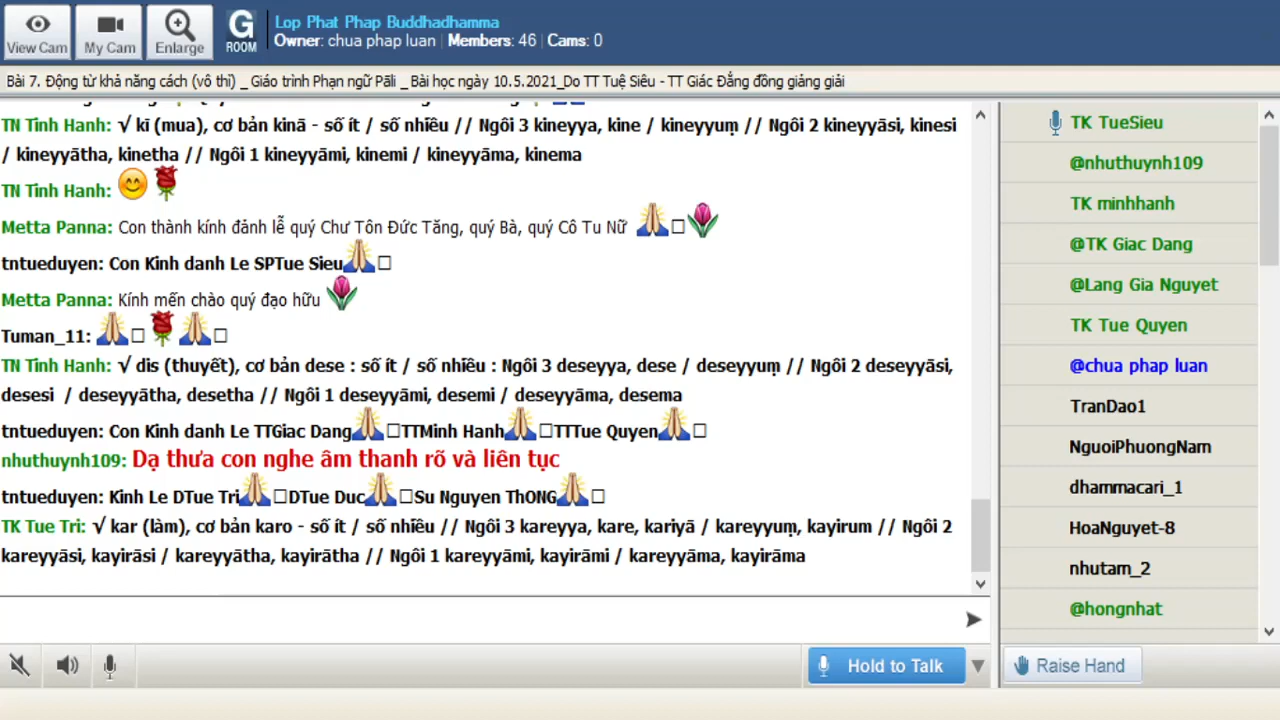 View Cam
My Cam
Enlarge
G
ROOM
Lop Phat Phap Buddhadhamma
Owner: chua phap luan | Members: 46 | Cams: 0
Bài 7. Động từ khả năng cách (vô thì) _ Giáo trình Phạn ngữ Pāli _ Bài học ngày 10.5.2021_Do TT Tuệ Siêu - TT Giác Đẳng đồng giảng giải
TN Tinh Hanh: √ kī (mua), cơ bản kinā - số ít / số nhiều // Ngôi 3 kineyya, kine / kineyyuṃ // Ngôi 2 kineyyāsi, kinesi
/ kineyyātha, kinetha // Ngôi 1 kineyyāmi, kinemi / kineyyāma, kinema
TN Tinh Hanh:
Metta Panna: Con thành kính đảnh lễ quý Chư Tôn Đức Tăng, quý Bà, quý Cô Tu Nữ
tntueduyen: Con Kinh danh Le SPTue Sieu
Metta Panna: Kính mến chào quý đạo hữu
Tuman_11:
TN Tinh Hanh: √ dis (thuyết), cơ bản dese : số ít / số nhiều : Ngôi 3 deseyya, dese / deseyyuṃ // Ngôi 2 deseyyāsi,
desesi / deseyyātha, desetha // Ngôi 1 deseyyāmi, desemi / deseyyāma, desema
tntueduyen: Con Kinh danh Le TTGiac Dang TTMinh Hanh TTTue Quyen
nhuthuynh109: Dạ thưa con nghe âm thanh rõ và liên tục
tntueduyen: Kinh Le DTue Tri DTue Duc Su Nguyen ThONG
TK Tue Tri: √ kar (làm), cơ bản karo - số ít / số nhiều // Ngôi 3 kareyya, kare, kariyā / kareyyuṃ, kayirum // Ngôi 2
kareyyāsi, kayirāsi / kareyyātha, kayirātha // Ngôi 1 kareyyāmi, kayirāmi / kareyyāma, kayirāma
Hold to Talk
TK TueSieu
@nhuthuynh109
TK minhhanh
@TK Giac Dang
@Lang Gia Nguyet
TK Tue Quyen
@chua phap luan
TranDao1
NguoiPhuongNam
dhammacari_1
HoaNguyet-8
nhutam_2
@hongnhat
Raise Hand